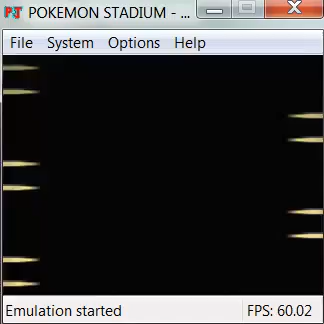 POKEMON STADIUM - ...
File System Options Help
Emulation started FPS: 60.02